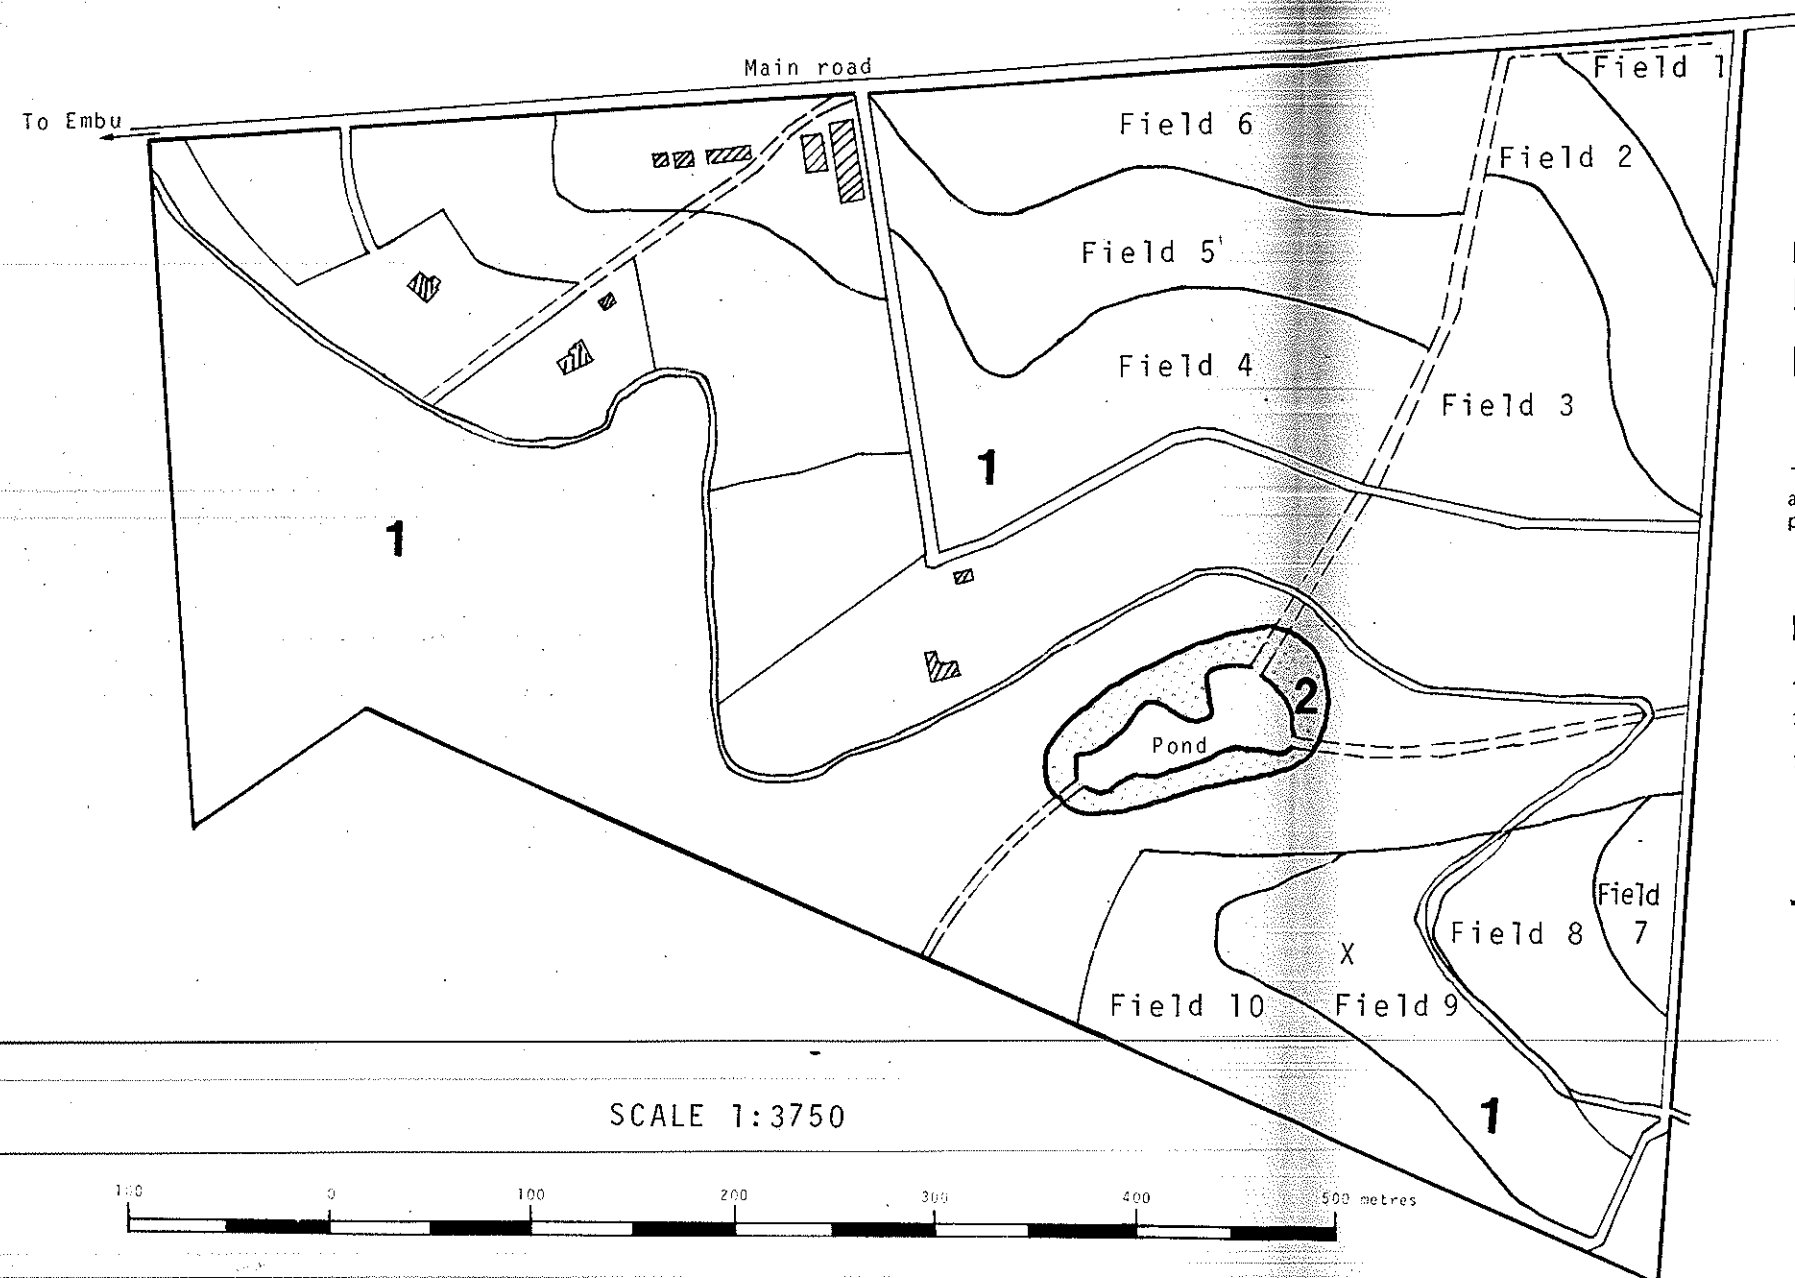 Main road
To Embu
Field 1
Field 6
Field 2
Field 5
Field 4
Field 3
1
1
2
Pond
Field
7
Field 8
X
Field 10
Field 9
1
SCALE 1:3750
100 0 100 200 300 400 500 metres